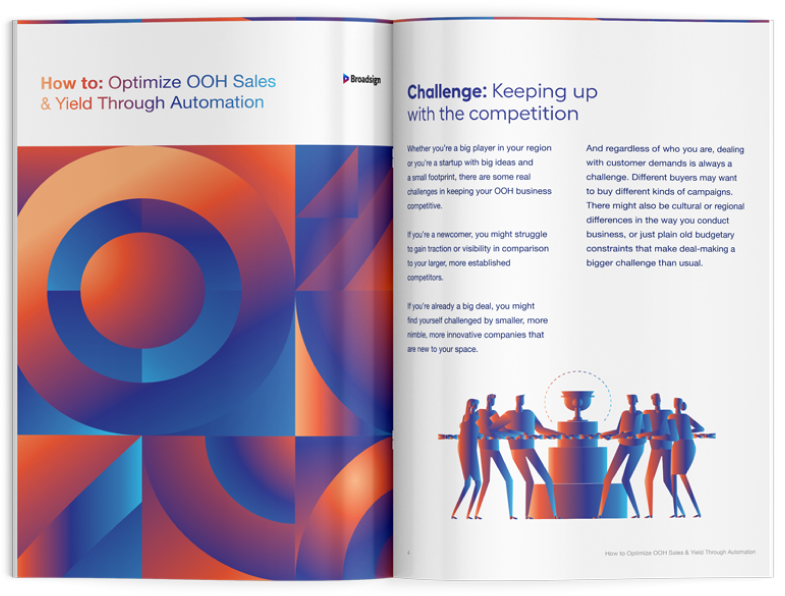 How to: Optimize OOH Sales
& Yield Through Automation
Broadsign
Challenge: Keeping up
with the competition
Whether you're a big player in your region
or you're a startup with big ideas and
a small footprint, there are some real
challenges in keeping your OOH business
competitive.
If you're a newcomer, you might struggle
to gain traction or visibility in comparison
to your larger, more established
competitors.
If you're already a big deal, you might
find yourself challenged by smaller, more
nimble, more innovative companies that
are new to your space.
And regardless of who you are, dealing
with customer demands is always a
challenge. Different buyers may want
to buy different kinds of campaigns.
There might also be cultural or regional
differences in the way you conduct
business, or just plain old budgetary
constraints that make deal-making a
bigger challenge than usual.
4
How to Optimize OOH Sales & Yield Through Automation